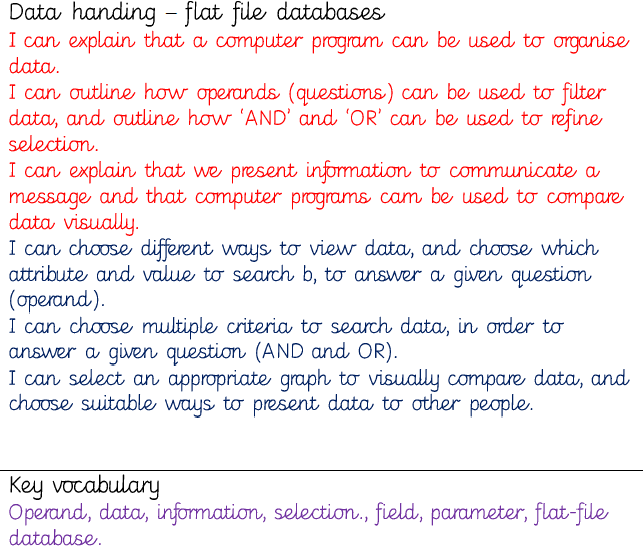 Data handing – flat file databases
I can explain that a computer program can be used to organise
data.
I can outline how operands (questions) can be used to filter
data, and outline how ‘AND’ and ‘OR’ can be used to refine
selection.
I can explain that we present information to communicate a
message and that computer programs cam be used to compare
data visually.
I can choose different ways to view data, and choose which
attribute and value to search b, to answer a given question
(operand).
I can choose multiple criteria to search data, in order to
answer a given question (AND and OR).
I can select an appropriate graph to visually compare data, and
choose suitable ways to present data to other people.
Key vocabulary
Operand, data, information, selection., field, parameter, flat-file
database.